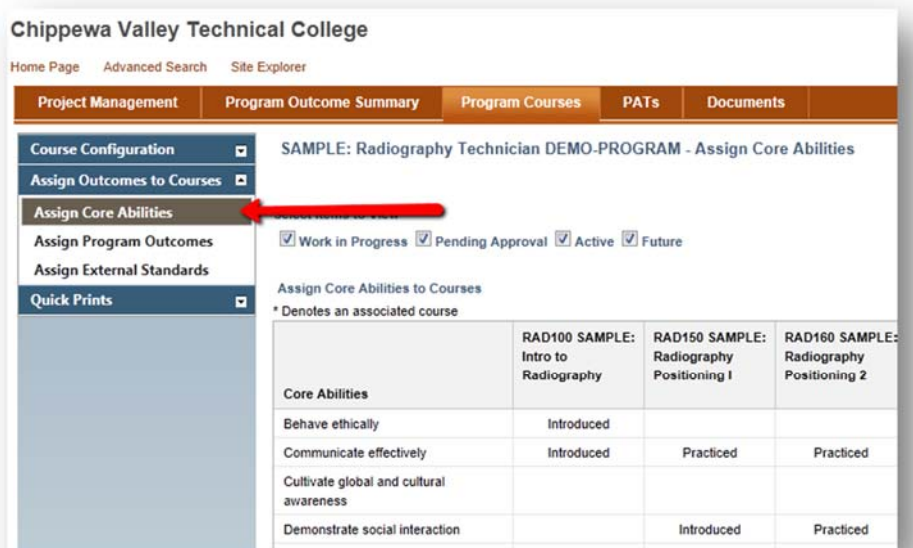 Chippewa Valley Technical College
Home Page Advanced Search Site Explorer
Project Management Program Outcome Summary Program Courses PATs Documents
Course Configuration
Assign Outcomes to Courses
Assign Core Abilities
Assign Program Outcomes
Assign External Standards
Quick Prints
SAMPLE: Radiography Technician DEMO-PROGRAM - Assign Core Abilities
Select Items to View
Work in Progress Pending Approval Active Future
Assign Core Abilities to Courses
* Denotes an associated course
Core Abilities
RAD100 SAMPLE:
Intro to
Radiography
RAD150 SAMPLE:
Radiography
Positioning I
RAD160 SAMPLE:
Radiography
Positioning 2
Behave ethically Introduced
Communicate effectively Introduced Practiced Practiced
Cultivate global and cultural
awareness
Demonstrate social interaction Introduced Practiced